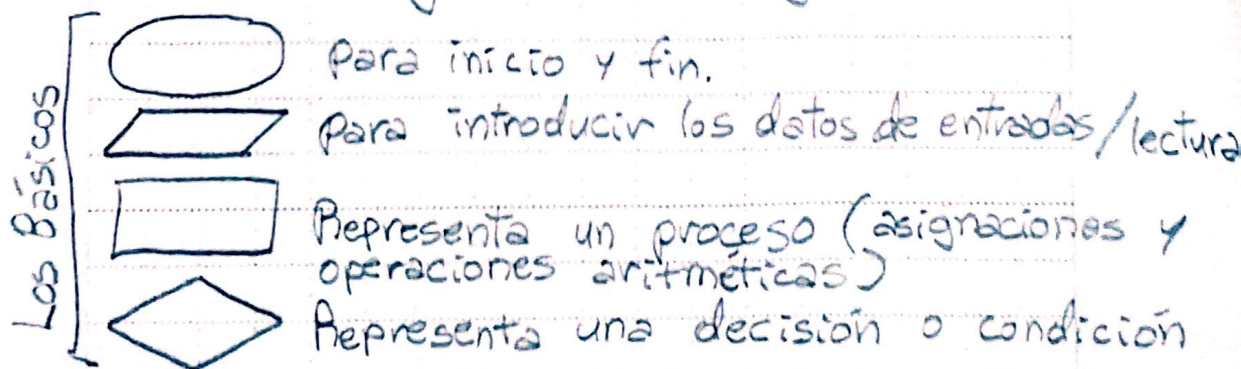 Los Básicos
Para inicio y fin.
Para introducir los datos de entradas/lectura
Representa un proceso (asignaciones y
operaciones aritméticas)
Representa una decisión o condición